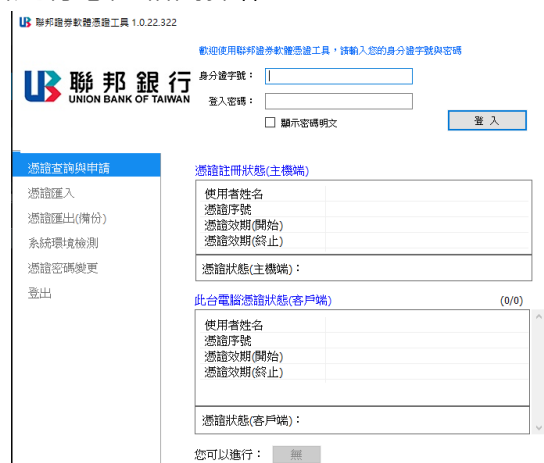 聯邦證券軟體憑證工具 1.0.22.322
歡迎使用聯邦證券軟體憑證工具，請輸入您的身分證字號與密碼
聯邦銀行
UNION BANK OF TAIWAN
身分證字號：
登入密碼：
顯示密碼明文
登 入
憑證查詢與申請
憑證匯入
憑證匯出(備份)
系統環境檢測
憑證密碼變更
登出
憑證註冊狀態(主機端)
使用者姓名
憑證序號
憑證效期(開始)
憑證效期(終止)
憑證狀態(主機端)：
此台電腦憑證狀態(客戶端) (0/0)
使用者姓名
憑證序號
憑證效期(開始)
憑證效期(終止)
憑證狀態(客戶端)：
您可以進行： 無